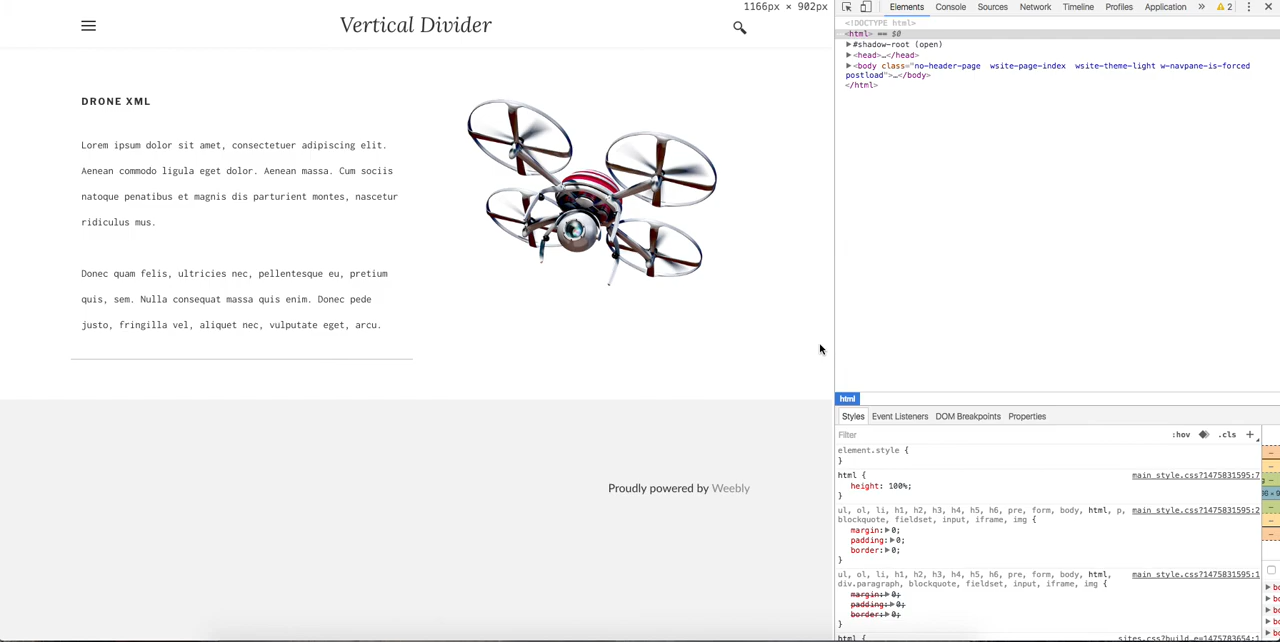 1166px × 902px
Vertical Divider
DRONE XML
Lorem ipsum dolor sit amet, consectetuer adipiscing elit.
Aenean commodo ligula eget dolor. Aenean massa. Cum sociis
natoque penatibus et magnis dis parturient montes, nascetur
ridiculus mus.
Donec quam felis, ultricies nec, pellentesque eu, pretium
quis, sem. Nulla consequat massa quis enim. Donec pede
justo, fringilla vel, aliquet nec, vulputate eget, arcu.
Proudly powered by Weebly
Elements Console Sources Network Timeline Profiles Application » 2
<!DOCTYPE html>
<html> == $0
#shadow-root (open)
<head>…</head>
<body class="no-header-page  wsite-page-index  wsite-theme-light w-navpane-is-forced
postload">…</body>
</html>
html
Styles Event Listeners DOM Breakpoints Properties
Filter :hov .cls +
element.style {
}
html { main_style.css?1475831595:7
height: 100%;
}
ul, ol, li, h1, h2, h3, h4, h5, h6, pre, form, body, html, p, main_style.css?1475831595:2
blockquote, fieldset, input, iframe, img {
margin: 0;
padding: 0;
border: 0;
}
ul, ol, li, h1, h2, h3, h4, h5, h6, pre, form, body, html, main_style.css?1475831595:1
div.paragraph, blockquote, fieldset, input, iframe, img {
margin: 0;
padding: 0;
border: 0;
}
html { sites.css?build_e=1475783654:1